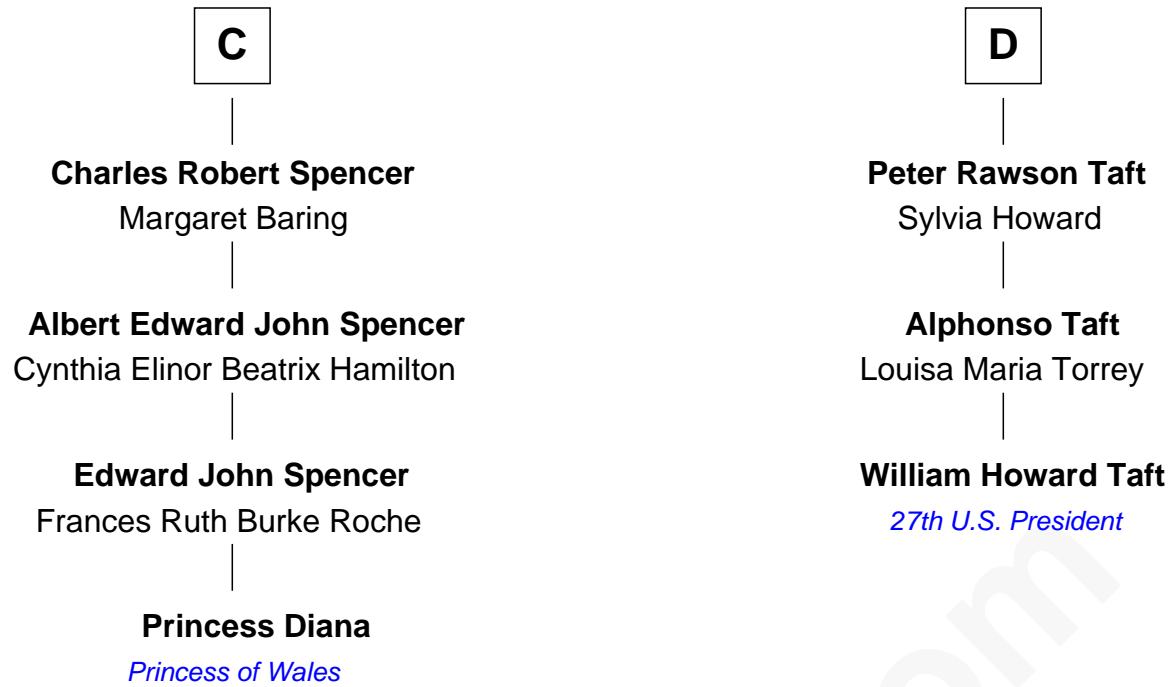 C
Charles Robert Spencer
Margaret Baring
Albert Edward John Spencer
Cynthia Elinor Beatrix Hamilton
Edward John Spencer
Frances Ruth Burke Roche
Princess Diana
Princess of Wales
D
Peter Rawson Taft
Sylvia Howard
Alphonso Taft
Louisa Maria Torrey
William Howard Taft
27th U.S. President
om